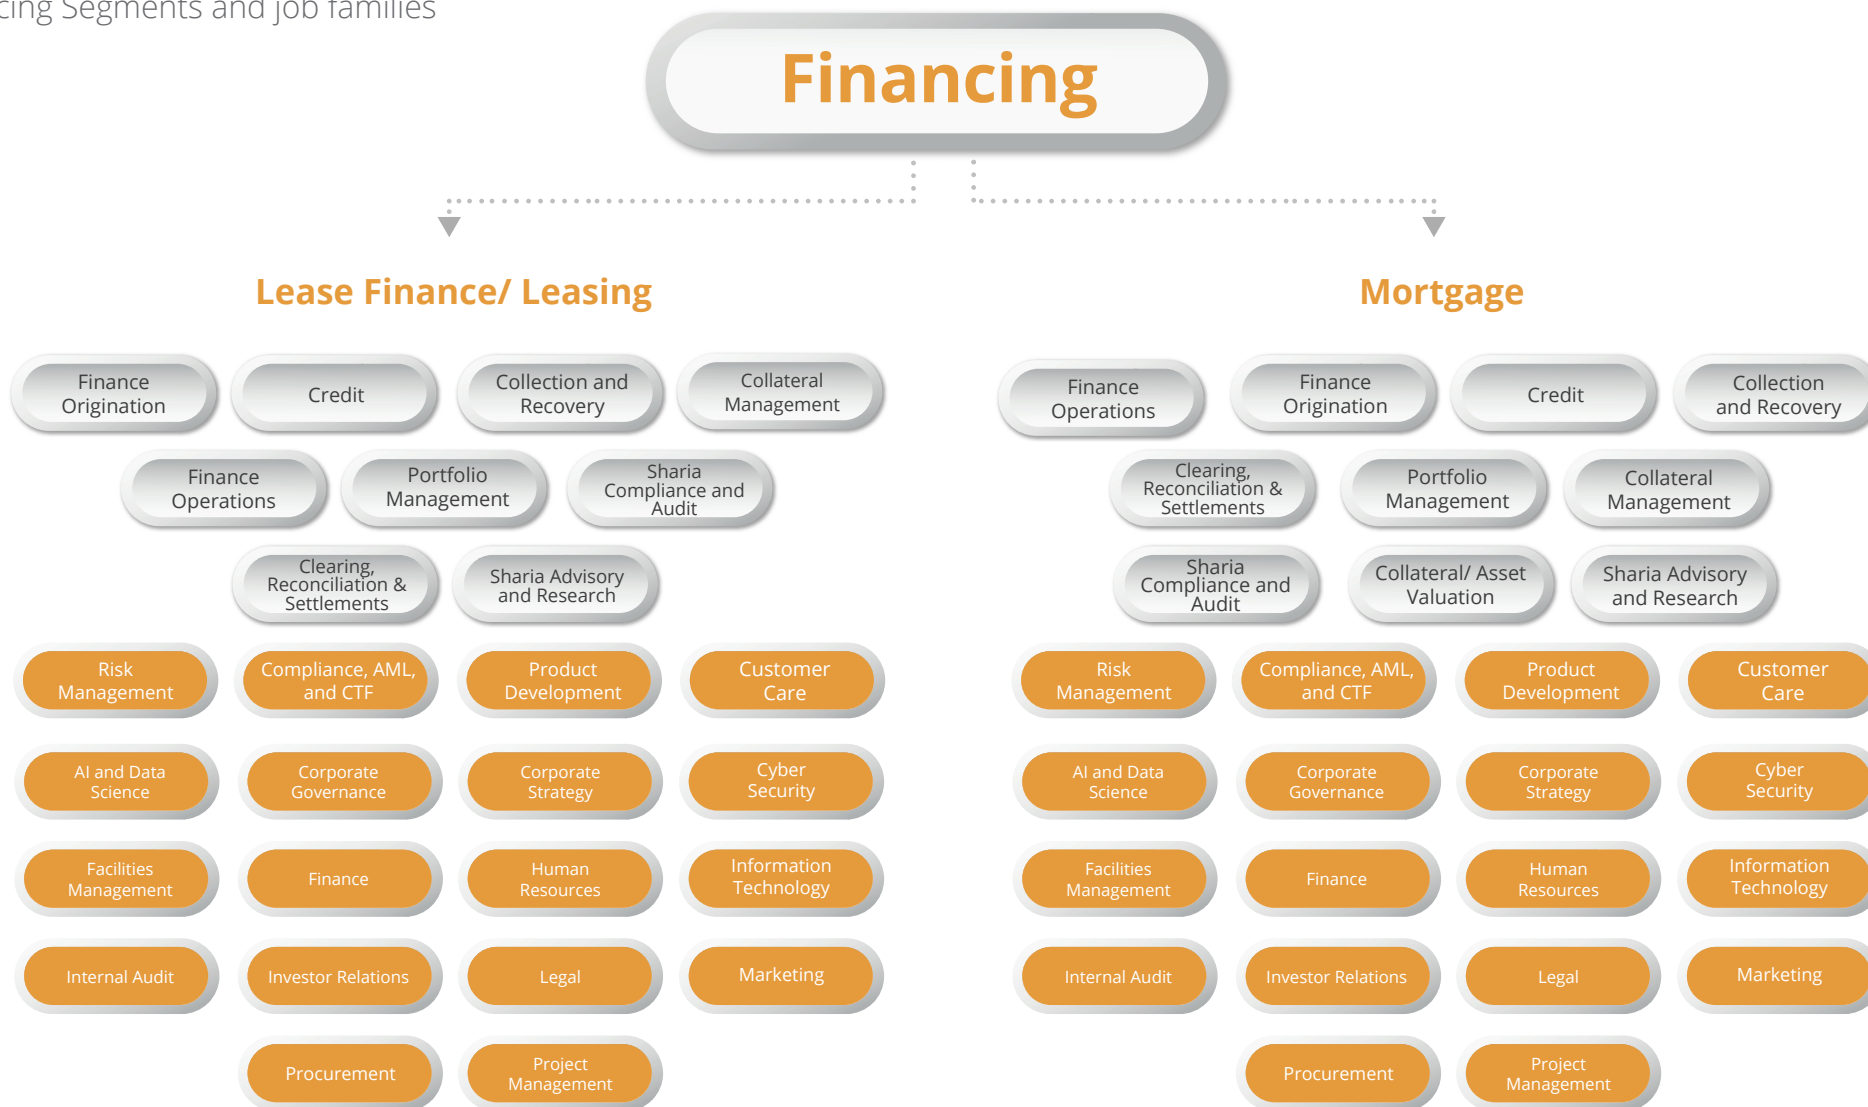 cing Segments and job families
Financing
Lease Finance/ Leasing
Mortgage
Finance
Origination
Credit
Collection and
Recovery
Collateral
Management
Finance
Operations
Portfolio
Management
Sharia
Compliance and
Audit
Clearing,
Reconciliation &
Settlements
Sharia Advisory
and Research
Risk
Management
Compliance, AML,
and CTF
Product
Development
Customer
Care
AI and Data
Science
Corporate
Governance
Corporate
Strategy
Cyber
Security
Facilities
Management
Finance
Human
Resources
Information
Technology
Internal Audit
Investor Relations
Legal
Marketing
Procurement
Project
Management
Finance
Operations
Finance
Origination
Credit
Collection
and Recovery
Clearing,
Reconciliation &
Settlements
Portfolio
Management
Collateral
Management
Sharia
Compliance and
Audit
Collateral/ Asset
Valuation
Sharia Advisory
and Research
Risk
Management
Compliance, AML,
and CTF
Product
Development
Customer
Care
AI and Data
Science
Corporate
Governance
Corporate
Strategy
Cyber
Security
Facilities
Management
Finance
Human
Resources
Information
Technology
Internal Audit
Investor Relations
Legal
Marketing
Procurement
Project
Management